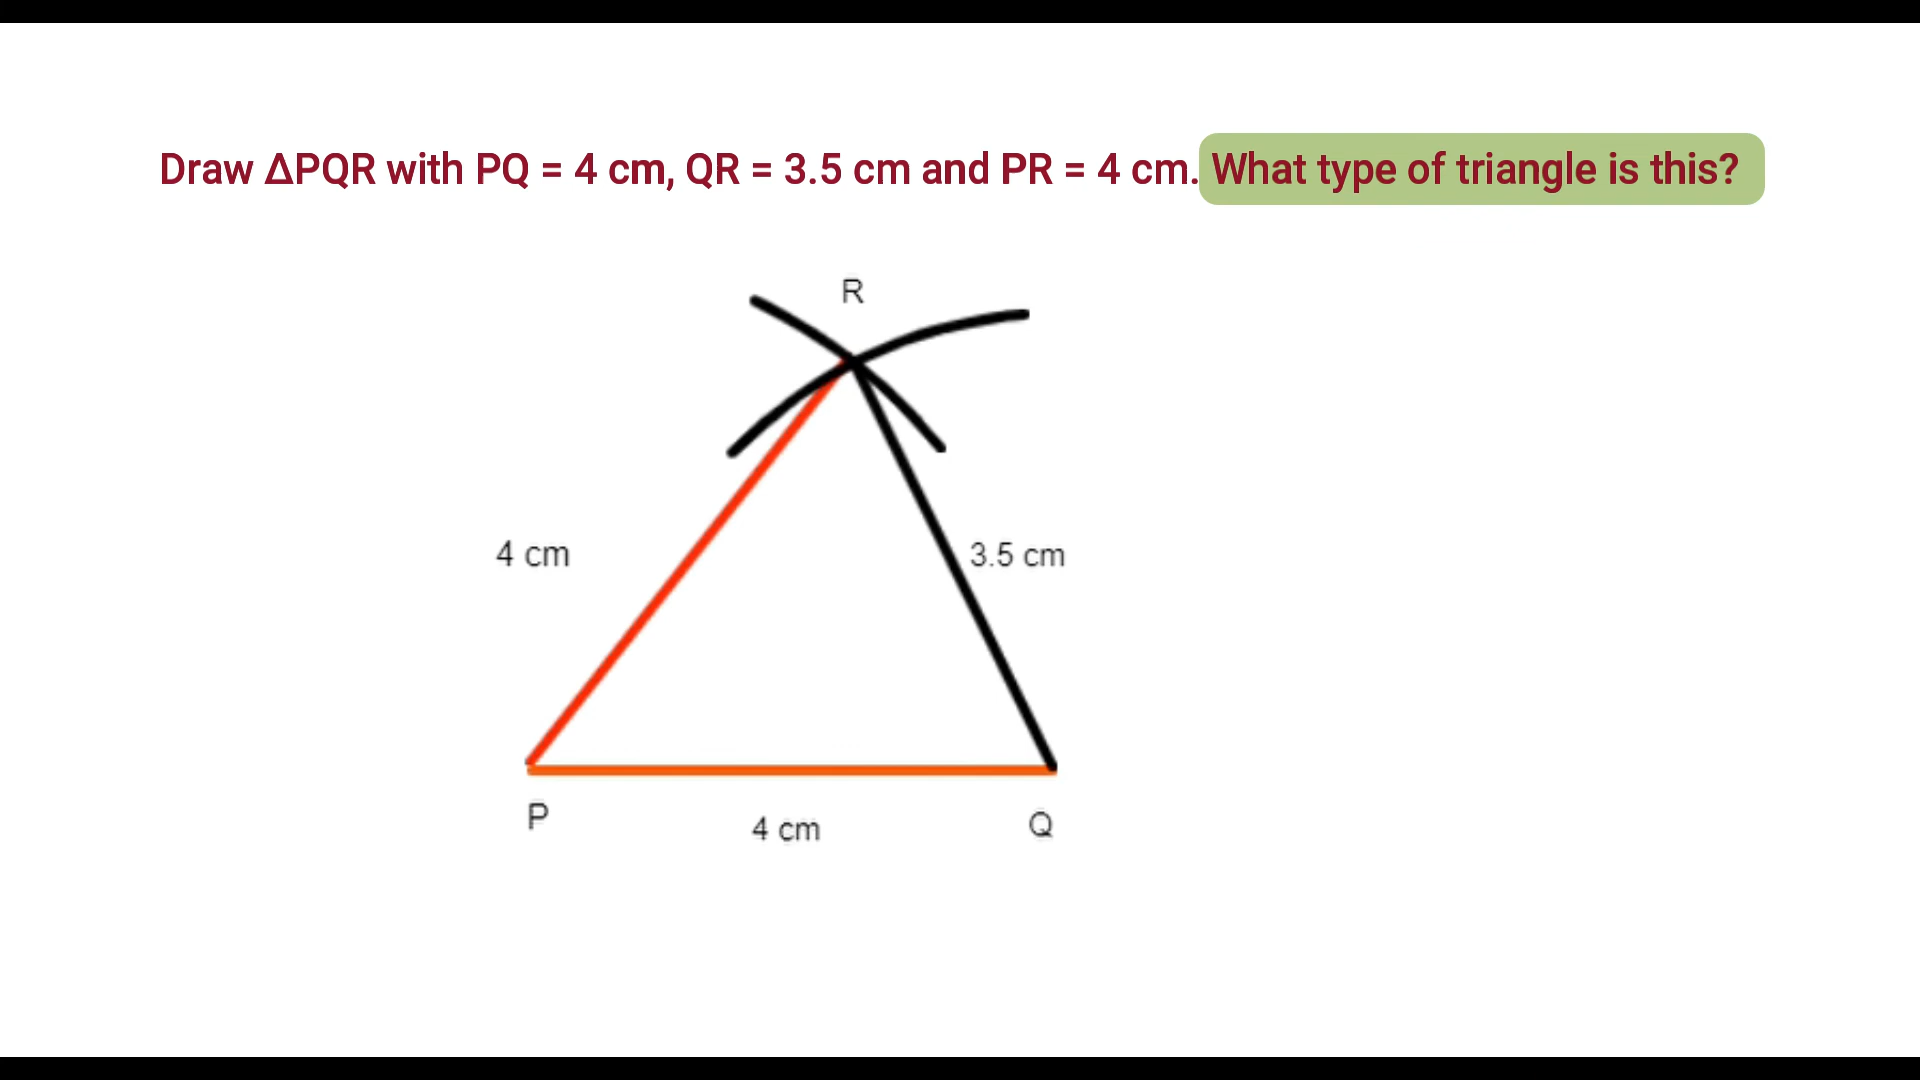 Draw ΔPQR with PQ = 4 cm, QR = 3.5 cm and PR = 4 cm. What type of triangle is this?
R
4 cm
3.5 cm
P
4 cm
Q